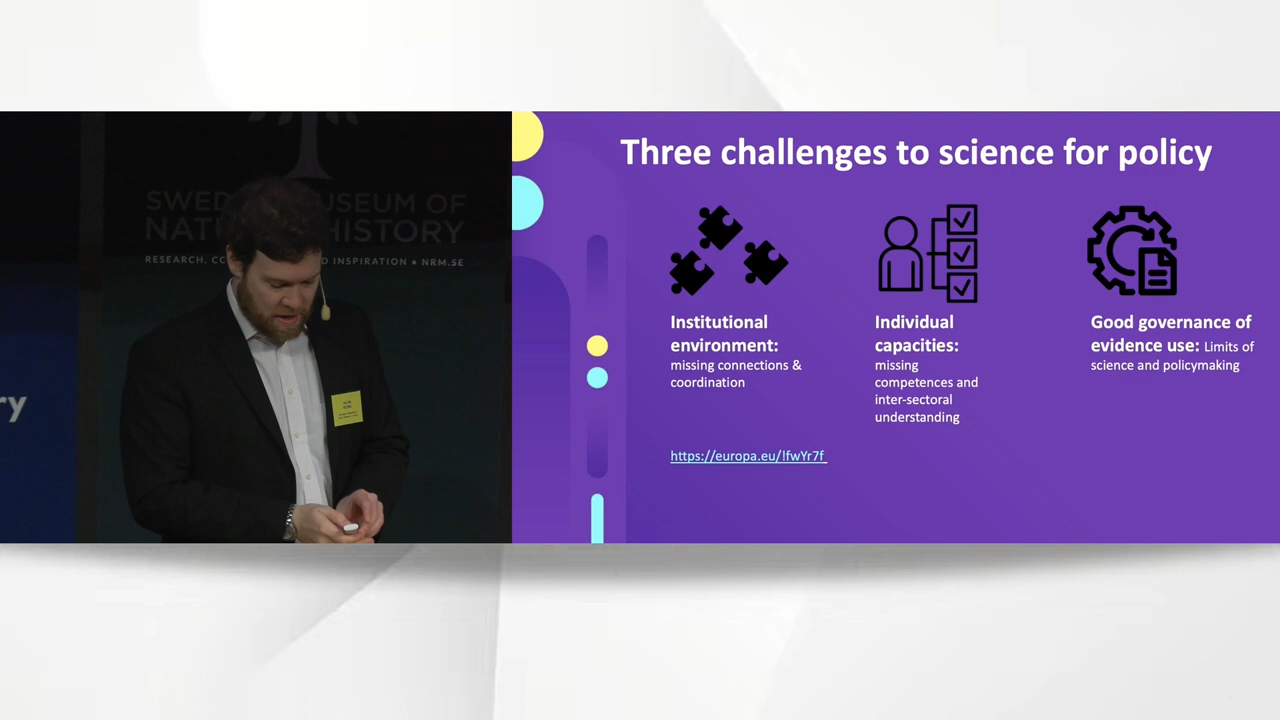 SWED USEUM OF
NAT HISTORY
RESEARCH, CO D INSPIRATION • NRM.SE
ry
Three challenges to science for policy
Institutional
environment:
missing connections &
coordination
Individual
capacities:
missing
competences and
inter-sectoral
understanding
Good governance of
evidence use: Limits of
science and policymaking
https://europa.eu/!fwYr7f